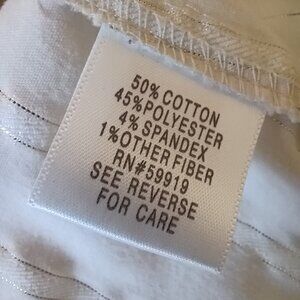 50% COTTON
45% POLYESTER
4% SPANDEX
1% OTHER FIBER
RN#59919
SEE REVERSE
FOR CARE